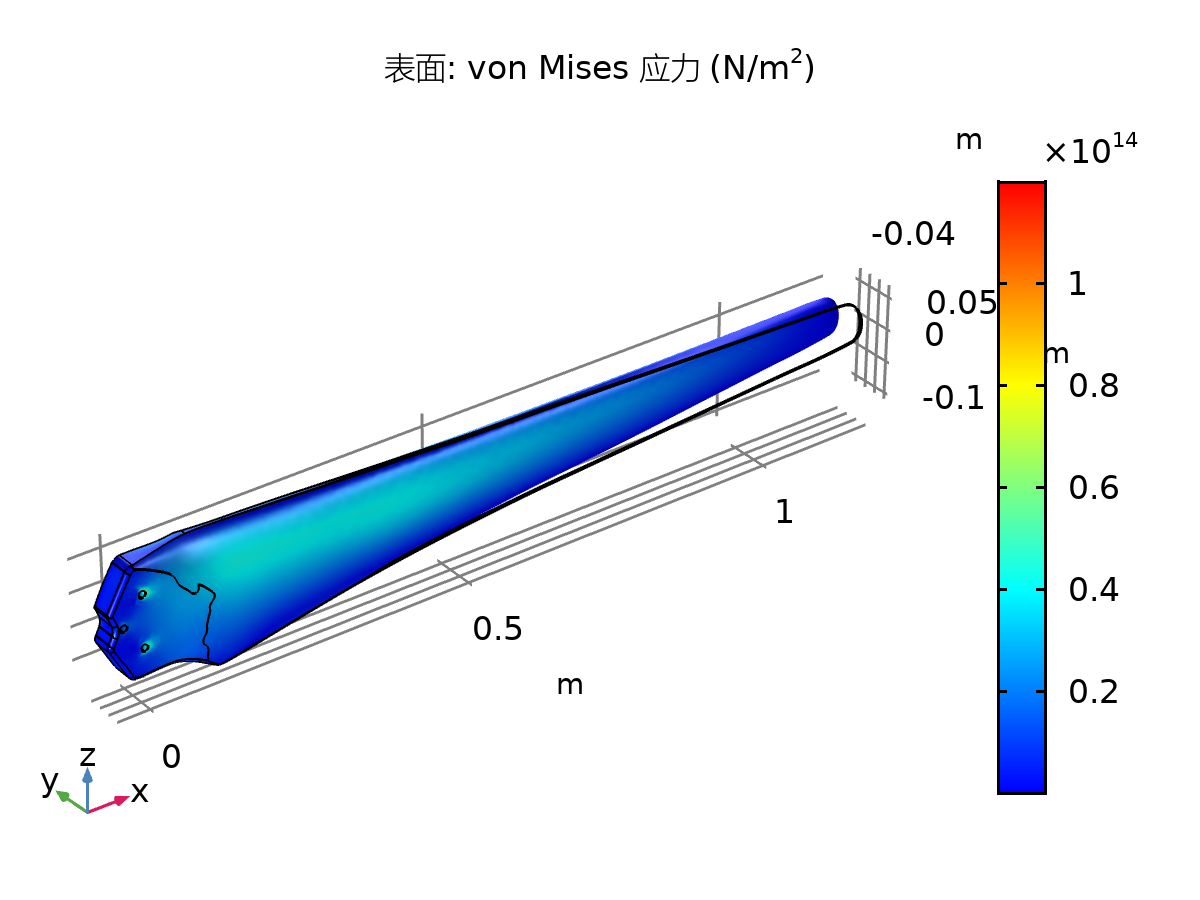 表面: von Mises 应力 (N/m²)
m
×10¹⁴
-0.04
0.05
0
-0.1
m
1
0.8
0.6
0.4
0.2
1
0.5
m
0
z
y
x